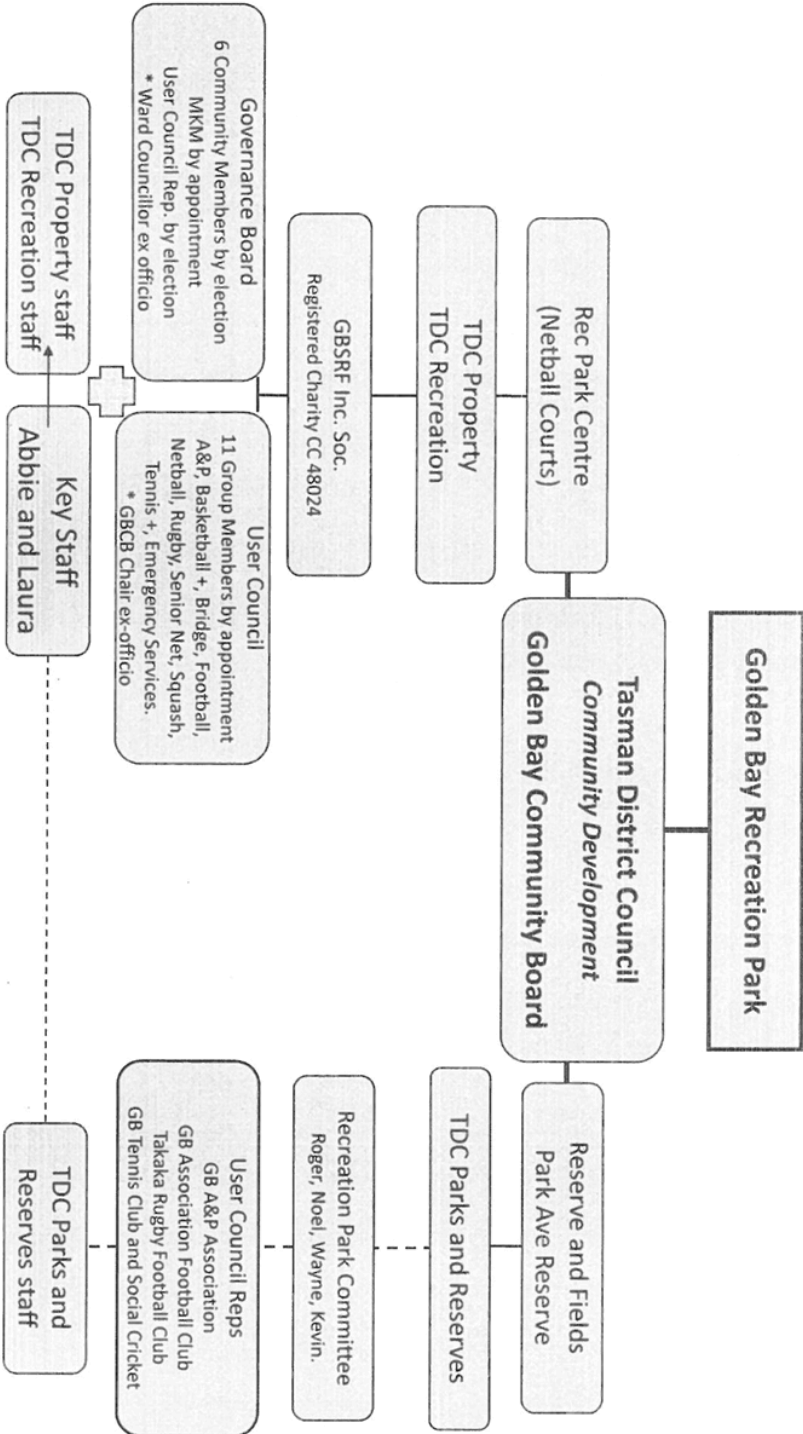 Golden Bay Recreation Park
Tasman District Council
Community Development
Golden Bay Community Board
Rec Park Centre
(Netball Courts)
TDC Property
TDC Recreation
GBSRF Inc. Soc.
Registered Charity CC 48024
Governance Board
6 Community Members by election
MKM by appointment
User Council Rep. by election
* Ward Councillor ex officio
User Council
11 Group Members by appointment
A&P, Basketball +, Bridge, Football,
Netball, Rugby, Senior Net, Squash,
Tennis +, Emergency Services.
* GBCB Chair ex-officio
TDC Property staff
TDC Recreation staff
Key Staff
Abbie and Laura
Reserve and Fields
Park Ave Reserve
TDC Parks and Reserves
Recreation Park Committee
Roger, Noel, Wayne, Kevin.
User Council Reps
GB A&P Association
GB Association Football Club
Takaka Rugby Football Club
GB Tennis Club and Social Cricket
TDC Parks and
Reserves staff